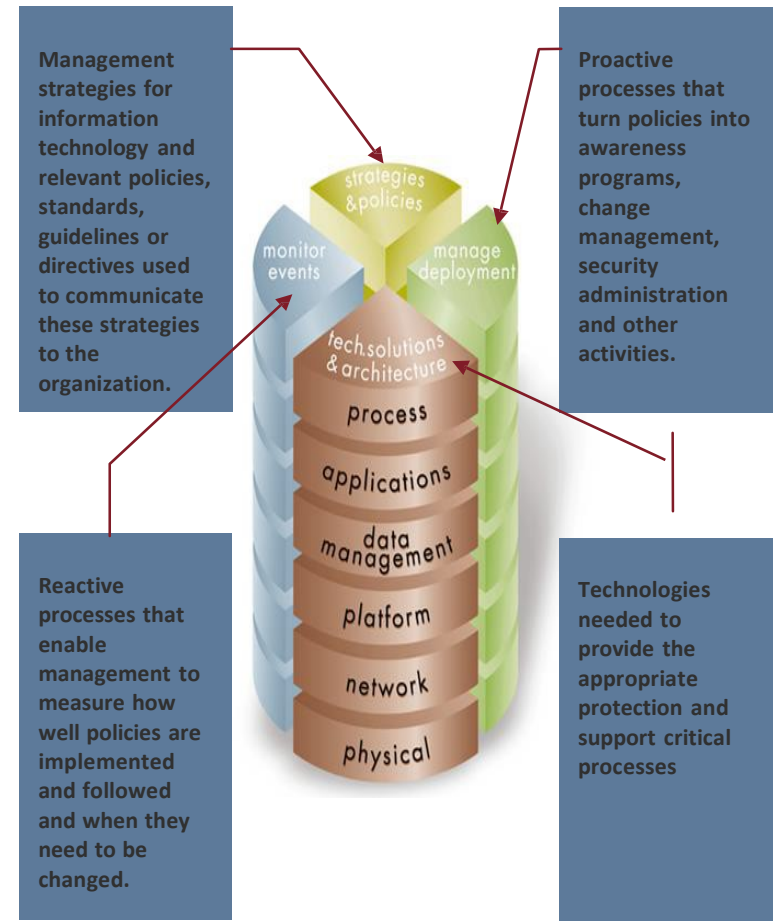 Management
strategies for
information
technology and
relevant policies,
standards,
guidelines or
directives used
to communicate
these strategies
to the
organization.
Proactive
processes that
turn policies into
awareness
programs,
change
management,
security
administration
and other
activities.
strategies
& policies
monitor
events
manage
deployment
tech.solutions
& architecture
process
applications
data
management
platform
network
physical
Reactive
processes that
enable
management to
measure how
well policies are
implemented
and followed
and when they
need to be
changed.
Technologies
needed to
provide the
appropriate
protection and
support critical
processes